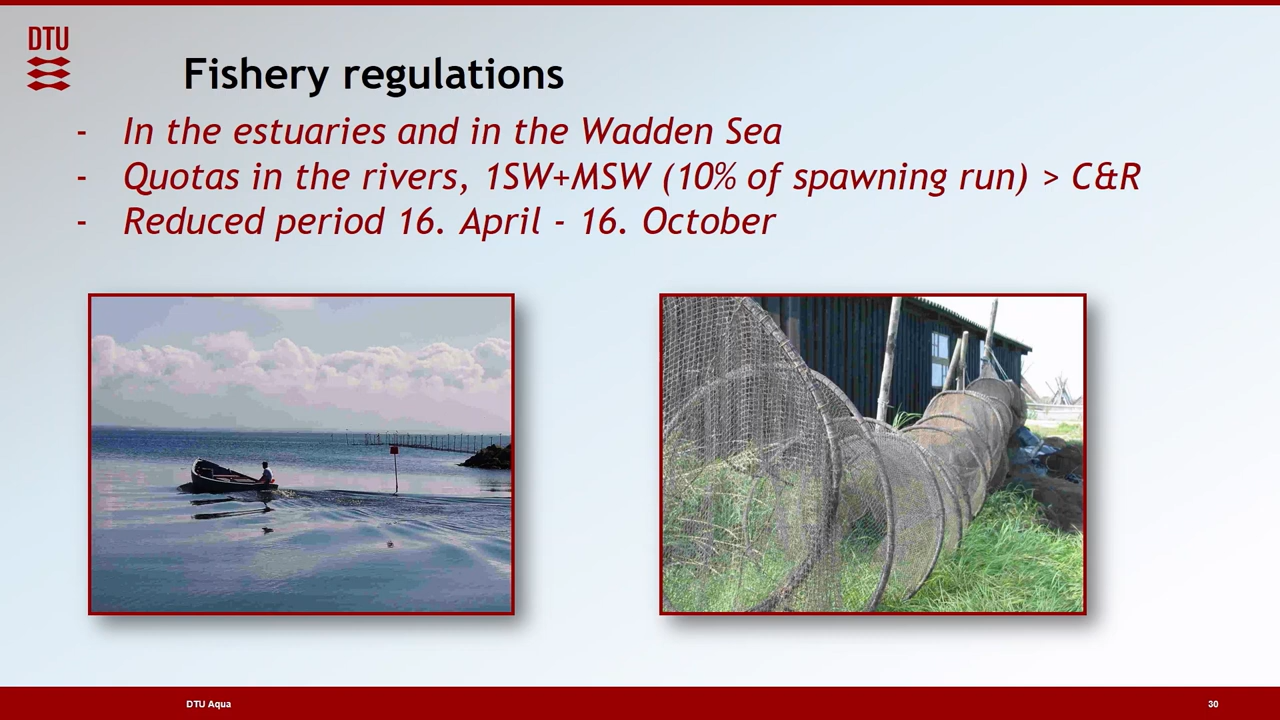 DTU
Fishery regulations
- In the estuaries and in the Wadden Sea
- Quotas in the rivers, 1SW+MSW (10% of spawning run) > C&R
- Reduced period 16. April - 16. October
DTU Aqua
30